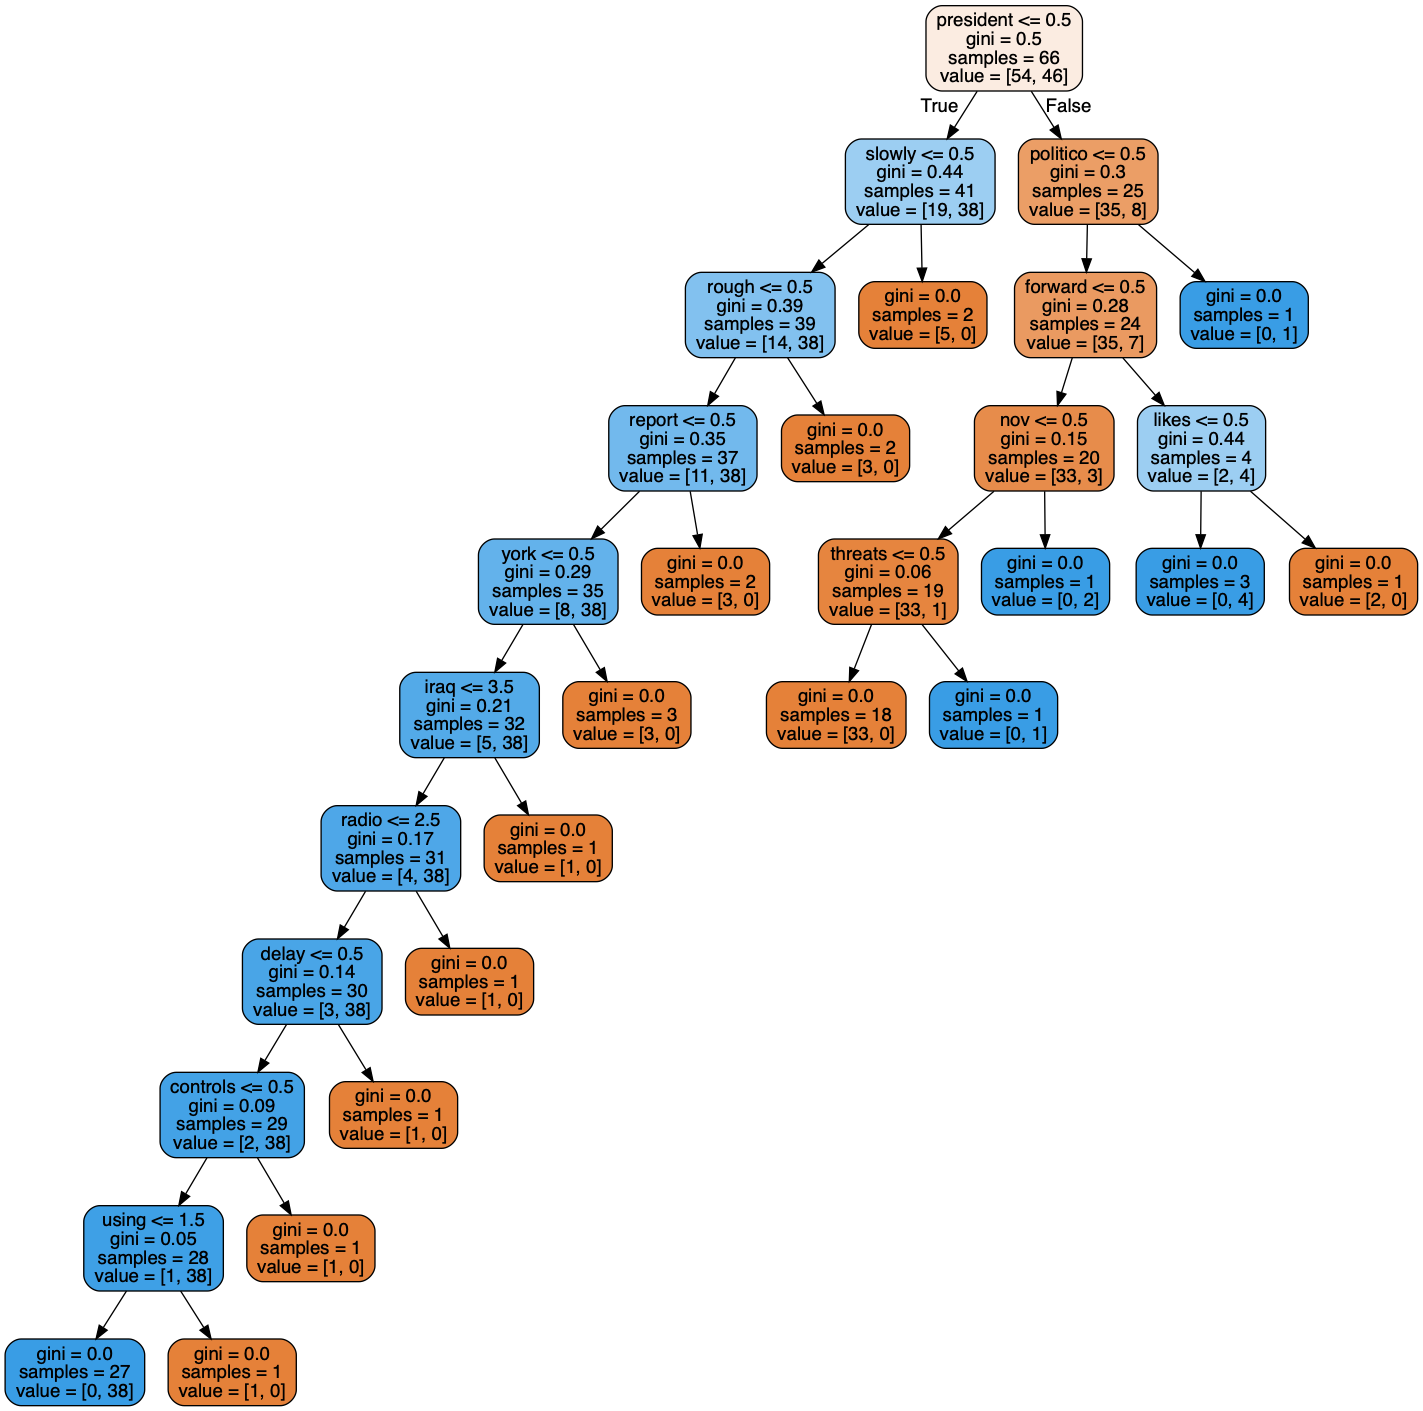 president <= 0.5
gini = 0.5
samples = 66
value = [54, 46]
True
False
slowly <= 0.5
gini = 0.44
samples = 41
value = [19, 38]
politico <= 0.5
gini = 0.3
samples = 25
value = [35, 8]
rough <= 0.5
gini = 0.39
samples = 39
value = [14, 38]
gini = 0.0
samples = 2
value = [5, 0]
forward <= 0.5
gini = 0.28
samples = 24
value = [35, 7]
gini = 0.0
samples = 1
value = [0, 1]
report <= 0.5
gini = 0.35
samples = 37
value = [11, 38]
gini = 0.0
samples = 2
value = [3, 0]
nov <= 0.5
gini = 0.15
samples = 20
value = [33, 3]
likes <= 0.5
gini = 0.44
samples = 4
value = [2, 4]
york <= 0.5
gini = 0.29
samples = 35
value = [8, 38]
gini = 0.0
samples = 2
value = [3, 0]
threats <= 0.5
gini = 0.06
samples = 19
value = [33, 1]
gini = 0.0
samples = 1
value = [0, 2]
gini = 0.0
samples = 3
value = [0, 4]
gini = 0.0
samples = 1
value = [2, 0]
iraq <= 3.5
gini = 0.21
samples = 32
value = [5, 38]
gini = 0.0
samples = 3
value = [3, 0]
gini = 0.0
samples = 18
value = [33, 0]
gini = 0.0
samples = 1
value = [0, 1]
radio <= 2.5
gini = 0.17
samples = 31
value = [4, 38]
gini = 0.0
samples = 1
value = [1, 0]
delay <= 0.5
gini = 0.14
samples = 30
value = [3, 38]
gini = 0.0
samples = 1
value = [1, 0]
controls <= 0.5
gini = 0.09
samples = 29
value = [2, 38]
gini = 0.0
samples = 1
value = [1, 0]
using <= 1.5
gini = 0.05
samples = 28
value = [1, 38]
gini = 0.0
samples = 1
value = [1, 0]
gini = 0.0
samples = 27
value = [0, 38]
gini = 0.0
samples = 1
value = [1, 0]